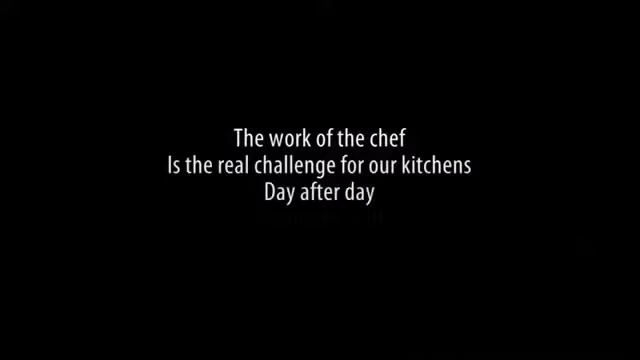 The work of the chef
Is the real challenge for our kitchens
Day after day